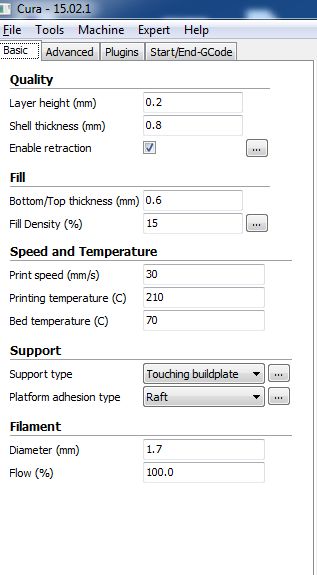 Cura - 15.02.1
File Tools Machine Expert Help
Basic Advanced Plugins Start/End-GCode
Quality
Layer height (mm) 0.2
Shell thickness (mm) 0.8
Enable retraction ...
Fill
Bottom/Top thickness (mm) 0.6
Fill Density (%) 15 ...
Speed and Temperature
Print speed (mm/s) 30
Printing temperature (C) 210
Bed temperature (C) 70
Support
Support type Touching buildplate ...
Platform adhesion type Raft ...
Filament
Diameter (mm) 1.7
Flow (%) 100.0